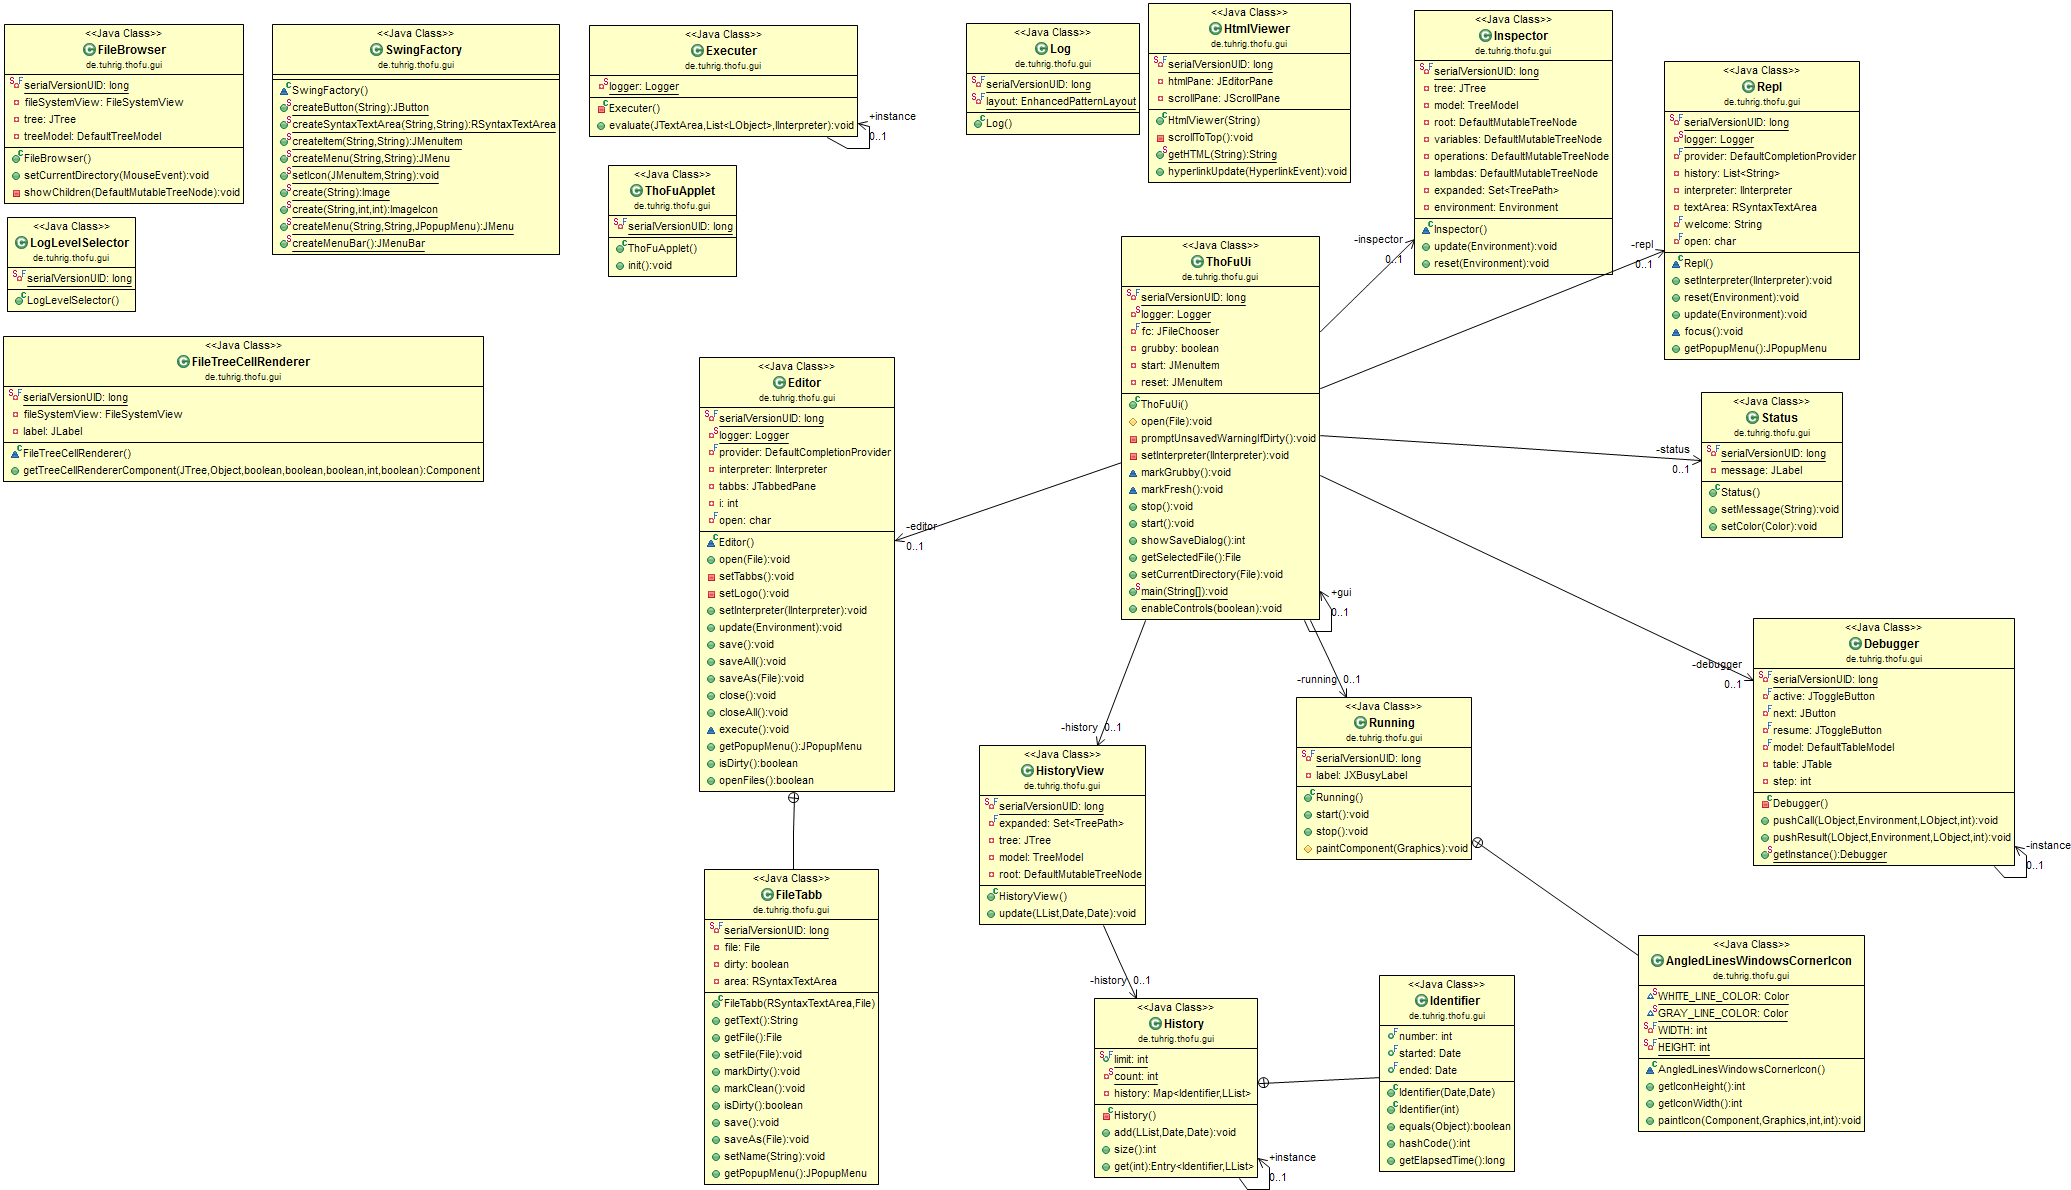 <<Java Class>>
FileBrowser
de.tuhrig.thofu.gui
serialVersionUID: long
fileSystemView: FileSystemView
tree: JTree
treeModel: DefaultTreeModel
FileBrowser()
setCurrentDirectory(MouseEvent):void
showChildren(DefaultMutableTreeNode):void
<<Java Class>>
SwingFactory
de.tuhrig.thofu.gui
SwingFactory()
createButton(String):JButton
createSyntaxTextArea(String,String):RSyntaxTextArea
createItem(String,String):JMenuItem
createMenu(String,String):JMenu
setIcon(JMenuItem,String):void
create(String):Image
create(String,int,int):ImageIcon
createMenu(String,String,JPopupMenu):JMenu
createMenuBar():JMenuBar
<<Java Class>>
Executer
de.tuhrig.thofu.gui
logger: Logger
Executer()
evaluate(JTextArea,List<LObject>,IInterpreter):void
+instance
0..1
<<Java Class>>
Log
de.tuhrig.thofu.gui
serialVersionUID: long
layout: EnhancedPatternLayout
Log()
<<Java Class>>
HtmlViewer
de.tuhrig.thofu.gui
serialVersionUID: long
htmlPane: JEditorPane
scrollPane: JScrollPane
HtmlViewer(String)
scrollToTop():void
getHTML(String):String
hyperlinkUpdate(HyperlinkEvent):void
<<Java Class>>
Inspector
de.tuhrig.thofu.gui
serialVersionUID: long
tree: JTree
model: TreeModel
root: DefaultMutableTreeNode
variables: DefaultMutableTreeNode
operations: DefaultMutableTreeNode
lambdas: DefaultMutableTreeNode
expanded: Set<TreePath>
environment: Environment
Inspector()
update(Environment):void
reset(Environment):void
<<Java Class>>
Repl
de.tuhrig.thofu.gui
serialVersionUID: long
logger: Logger
provider: DefaultCompletionProvider
history: List<String>
interpreter: IInterpreter
textArea: RSyntaxTextArea
welcome: String
open: char
Repl()
setInterpreter(IInterpreter):void
reset(Environment):void
update(Environment):void
focus():void
getPopupMenu():JPopupMenu
<<Java Class>>
LogLevelSelector
de.tuhrig.thofu.gui
serialVersionUID: long
LogLevelSelector()
<<Java Class>>
ThoFuApplet
de.tuhrig.thofu.gui
serialVersionUID: long
ThoFuApplet()
init():void
<<Java Class>>
FileTreeCellRenderer
de.tuhrig.thofu.gui
serialVersionUID: long
fileSystemView: FileSystemView
label: JLabel
FileTreeCellRenderer()
getTreeCellRendererComponent(JTree,Object,boolean,boolean,boolean,int,boolean):Component
<<Java Class>>
ThoFuUi
de.tuhrig.thofu.gui
serialVersionUID: long
logger: Logger
fc: JFileChooser
grubby: boolean
start: JMenuItem
reset: JMenuItem
ThoFuUi()
open(File):void
promptUnsavedWarningIfDirty():void
setInterpreter(IInterpreter):void
markGrubby():void
markFresh():void
stop():void
start():void
showSaveDialog():int
getSelectedFile():File
setCurrentDirectory(File):void
main(String[]):void
enableControls(boolean):void
-inspector
0..1
-repl
0..1
-status
0..1
-debugger
0..1
-editor
0..1
+gui
0..1
-running 0..1
-history 0..1
<<Java Class>>
Editor
de.tuhrig.thofu.gui
serialVersionUID: long
logger: Logger
provider: DefaultCompletionProvider
interpreter: IInterpreter
tabbs: JTabbedPane
i: int
open: char
Editor()
open(File):void
setTabbs():void
setLogo():void
setInterpreter(IInterpreter):void
update(Environment):void
save():void
saveAll():void
saveAs(File):void
close():void
closeAll():void
execute():void
getPopupMenu():JPopupMenu
isDirty():boolean
openFiles():boolean
<<Java Class>>
Status
de.tuhrig.thofu.gui
serialVersionUID: long
message: JLabel
Status()
setMessage(String):void
setColor(Color):void
<<Java Class>>
Debugger
de.tuhrig.thofu.gui
serialVersionUID: long
active: JToggleButton
next: JButton
resume: JToggleButton
model: DefaultTableModel
table: JTable
step: int
Debugger()
pushCall(LObject,Environment,LObject,int):void
pushResult(LObject,Environment,LObject,int):void
getInstance():Debugger
-instance
0..1
<<Java Class>>
Running
de.tuhrig.thofu.gui
serialVersionUID: long
label: JXBusyLabel
Running()
start():void
stop():void
paintComponent(Graphics):void
<<Java Class>>
HistoryView
de.tuhrig.thofu.gui
serialVersionUID: long
expanded: Set<TreePath>
tree: JTree
model: TreeModel
root: DefaultMutableTreeNode
HistoryView()
update(LList,Date,Date):void
-history 0..1
<<Java Class>>
FileTabb
de.tuhrig.thofu.gui
serialVersionUID: long
file: File
dirty: boolean
area: RSyntaxTextArea
FileTabb(RSyntaxTextArea,File)
getText():String
getFile():File
setFile(File):void
markDirty():void
markClean():void
isDirty():boolean
save():void
saveAs(File):void
setName(String):void
getPopupMenu():JPopupMenu
<<Java Class>>
History
de.tuhrig.thofu.gui
limit: int
count: int
history: Map<Identifier,LList>
History()
add(LList,Date,Date):void
size():int
get(int):Entry<Identifier,LList>
+instance
0..1
<<Java Class>>
Identifier
de.tuhrig.thofu.gui
number: int
started: Date
ended: Date
Identifier(Date,Date)
Identifier(int)
equals(Object):boolean
hashCode():int
getElapsedTime():long
<<Java Class>>
AngledLinesWindowsCornerIcon
de.tuhrig.thofu.gui
WHITE_LINE_COLOR: Color
GRAY_LINE_COLOR: Color
WIDTH: int
HEIGHT: int
AngledLinesWindowsCornerIcon()
getIconHeight():int
getIconWidth():int
paintIcon(Component,Graphics,int,int):void